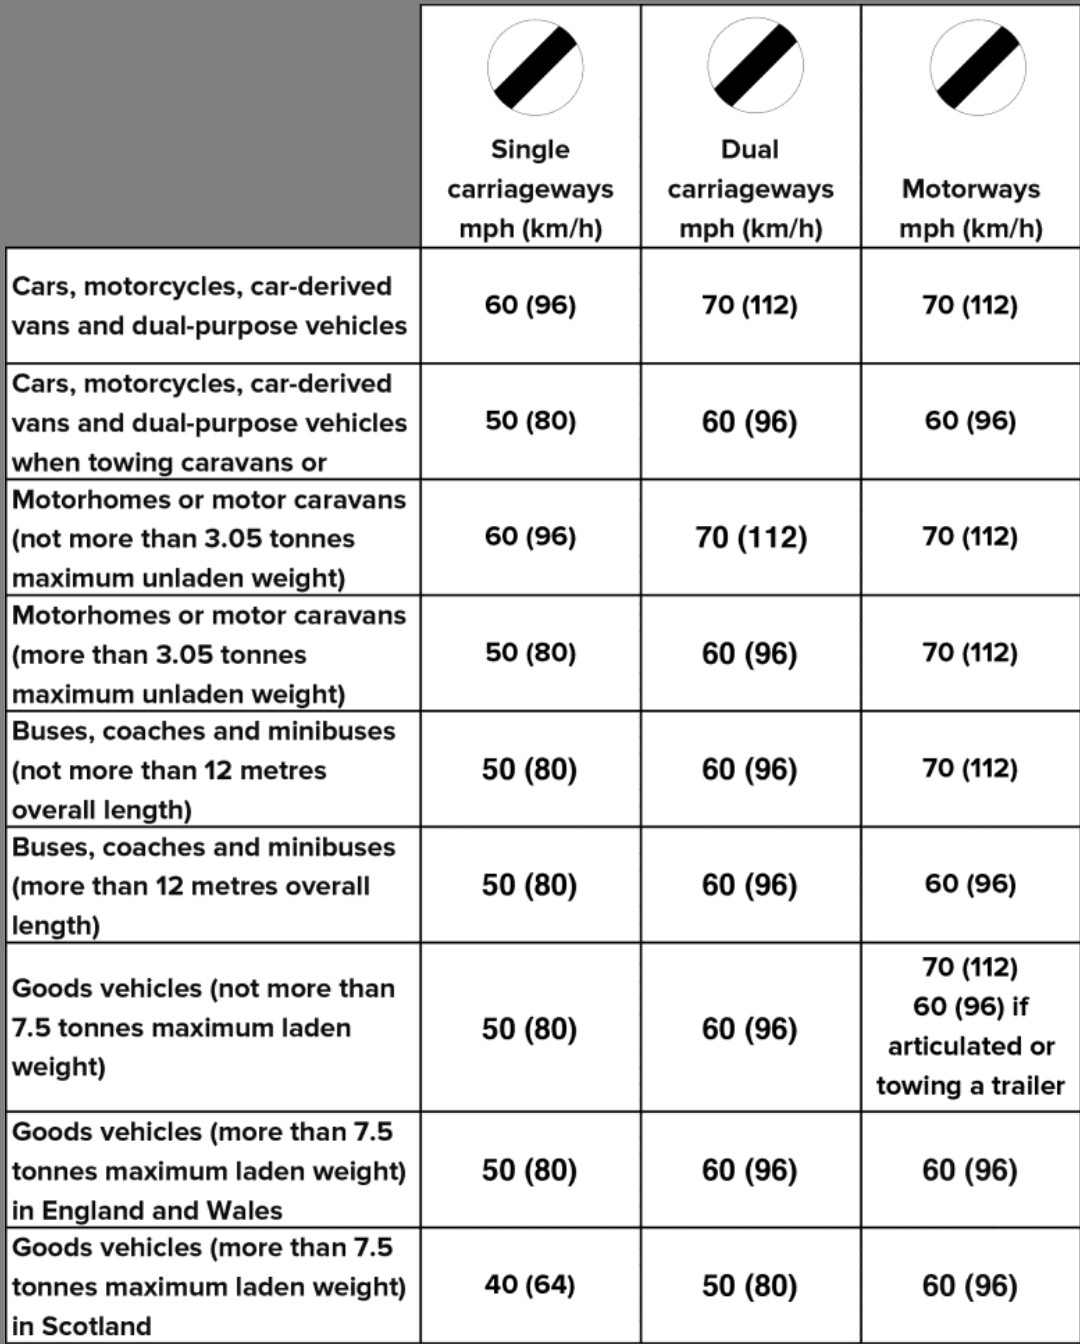 Single
carriageways
mph (km/h)
Dual
carriageways
mph (km/h)
Motorways
mph (km/h)
Cars, motorcycles, car-derived
vans and dual-purpose vehicles
60 (96)
70 (112)
70 (112)
Cars, motorcycles, car-derived
vans and dual-purpose vehicles
when towing caravans or
50 (80)
60 (96)
60 (96)
Motorhomes or motor caravans
(not more than 3.05 tonnes
maximum unladen weight)
60 (96)
70 (112)
70 (112)
Motorhomes or motor caravans
(more than 3.05 tonnes
maximum unladen weight)
50 (80)
60 (96)
70 (112)
Buses, coaches and minibuses
(not more than 12 metres
overall length)
50 (80)
60 (96)
70 (112)
Buses, coaches and minibuses
(more than 12 metres overall
length)
50 (80)
60 (96)
60 (96)
Goods vehicles (not more than
7.5 tonnes maximum laden
weight)
50 (80)
60 (96)
70 (112)
60 (96) if
articulated or
towing a trailer
Goods vehicles (more than 7.5
tonnes maximum laden weight)
in England and Wales
50 (80)
60 (96)
60 (96)
Goods vehicles (more than 7.5
tonnes maximum laden weight)
in Scotland
40 (64)
50 (80)
60 (96)